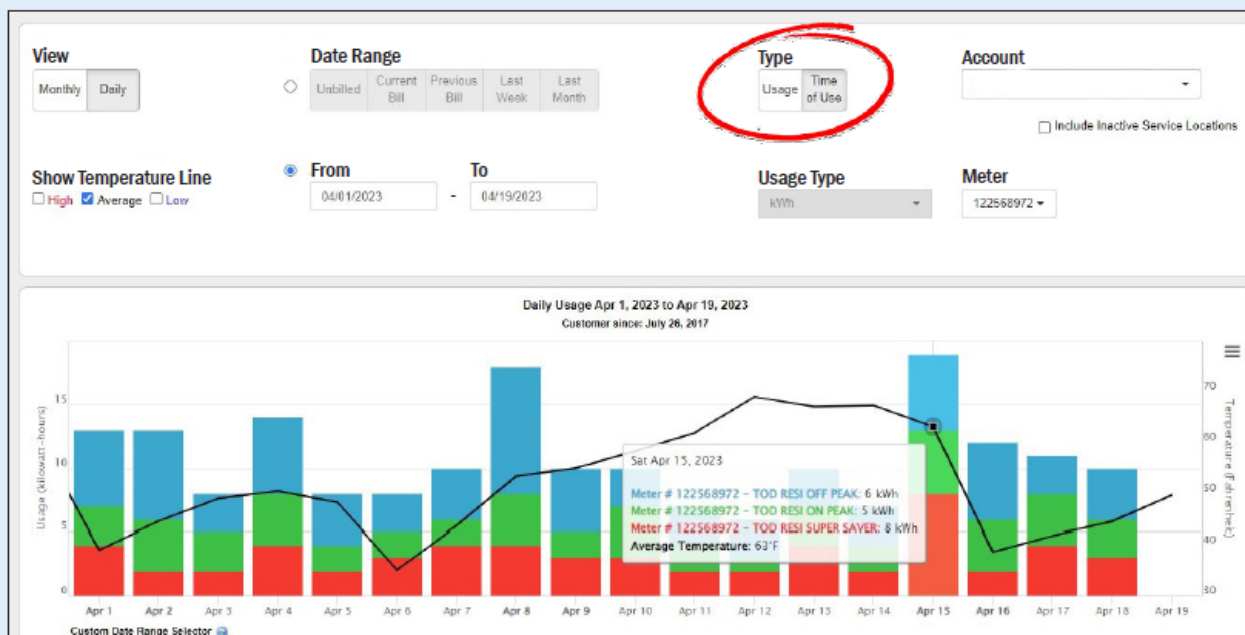 View
Monthly
Daily
Date Range
Unbilled
Current Bill
Previous Bill
Last Week
Last Month
Type
Usage
Time of Use
Account
Include Inactive Service Locations
Show Temperature Line
High Average Low
From
04/01/2023
-
To
04/19/2023
Usage Type
kWh
Meter
122568972
Daily Usage Apr 1, 2023 to Apr 19, 2023
Customer since: July 26, 2017
Usage (kilowatt-hours)
15
10
5
0
70
60
50
40
30
Temperature (Fahrenheit)
Sat Apr 15, 2023
Meter # 122568972 - TOD RESI OFF PEAK: 6 kWh
Meter # 122568972 - TOD RESI ON PEAK: 5 kWh
Meter # 122568972 - TOD RESI SUPER SAVER: 8 kWh
Average Temperature: 63°F
Apr 1 Apr 2 Apr 3 Apr 4 Apr 5 Apr 6 Apr 7 Apr 8 Apr 9 Apr 10 Apr 11 Apr 12 Apr 13 Apr 14 Apr 15 Apr 16 Apr 17 Apr 18 Apr 19
Custom Date Range Selector